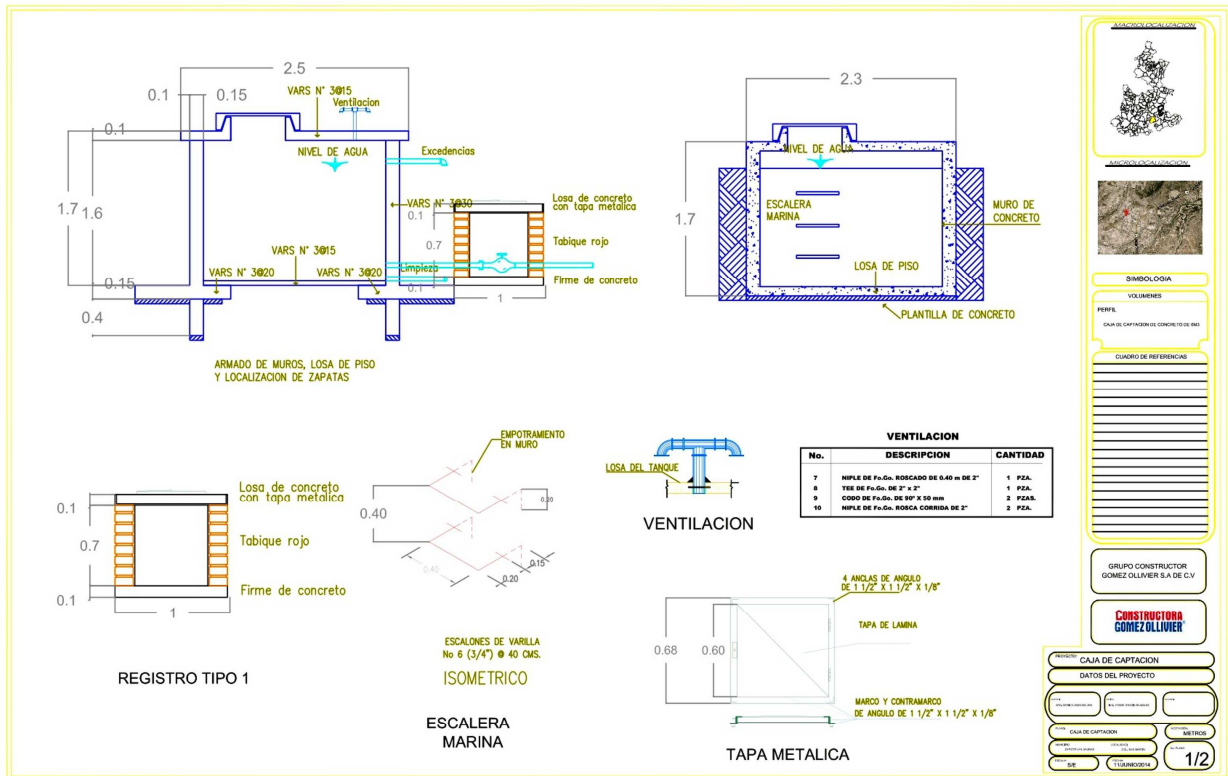 2.5
0.1
0.15
VARS N° 3@15
Ventilacion
0.1
NIVEL DE AGUA
Excedencias
1.7
1.6
VARS N° 3@30
0.1
Losa de concreto
con tapa metalica
0.7
Tabique rojo
VARS N° 3@15
VARS N° 3@20
VARS N° 3@20
Limpieza
0.15
0.1
Firme de concreto
1
0.4
ARMADO DE MUROS, LOSA DE PISO
Y LOCALIZACION DE ZAPATAS
2.3
NIVEL DE AGUA
1.7
ESCALERA
MARINA
MURO DE
CONCRETO
LOSA DE PISO
PLANTILLA DE CONCRETO
Losa de concreto
con tapa metalica
0.1
0.7
Tabique rojo
0.1
Firme de concreto
1
REGISTRO TIPO 1
EMPOTRAMIENTO
EN MURO
0.40
0.20
0.40
0.20
0.15
ESCALONES DE VARILLA
No 6 (3/4") @ 40 CMS.
ISOMETRICO
ESCALERA
MARINA
LOSA DEL TANQUE
VENTILACION
VENTILACION
No. DESCRIPCION CANTIDAD
7 NIPLE DE Fo.Go. ROSCADO DE 0.40 m DE 2" 1 PZA.
8 TEE DE Fo.Go. DE 2" x 2" 1 PZA.
9 CODO DE Fo.Go. DE 90° X 50 mm 2 PZAS.
10 NIPLE DE Fo.Go. ROSCA CORRIDA DE 2" 2 PZA.
4 ANCLAS DE ANGULO
DE 1 1/2" X 1 1/2" X 1/8"
0.68
0.60
TAPA DE LAMINA
MARCO Y CONTRAMARCO
DE ANGULO DE 1 1/2" X 1 1/2" X 1/8"
TAPA METALICA
MACROLOCALIZACION
MICROLOCALIZACION
SIMBOLOGIA
VOLUMENES
PERFIL
CAJA DE CAPTACION DE CONCRETO DE 6M3
CUADRO DE REFERENCIAS
GRUPO CONSTRUCTOR
GOMEZ OLLIVIER S.A DE C.V
CONSTRUCTORA
GOMEZ OLLIVIER
PROYECTO:
CAJA DE CAPTACION
DATOS DEL PROYECTO
CAJA DE CAPTACION
METROS
S/E
11/JUNIO/2014
1/2